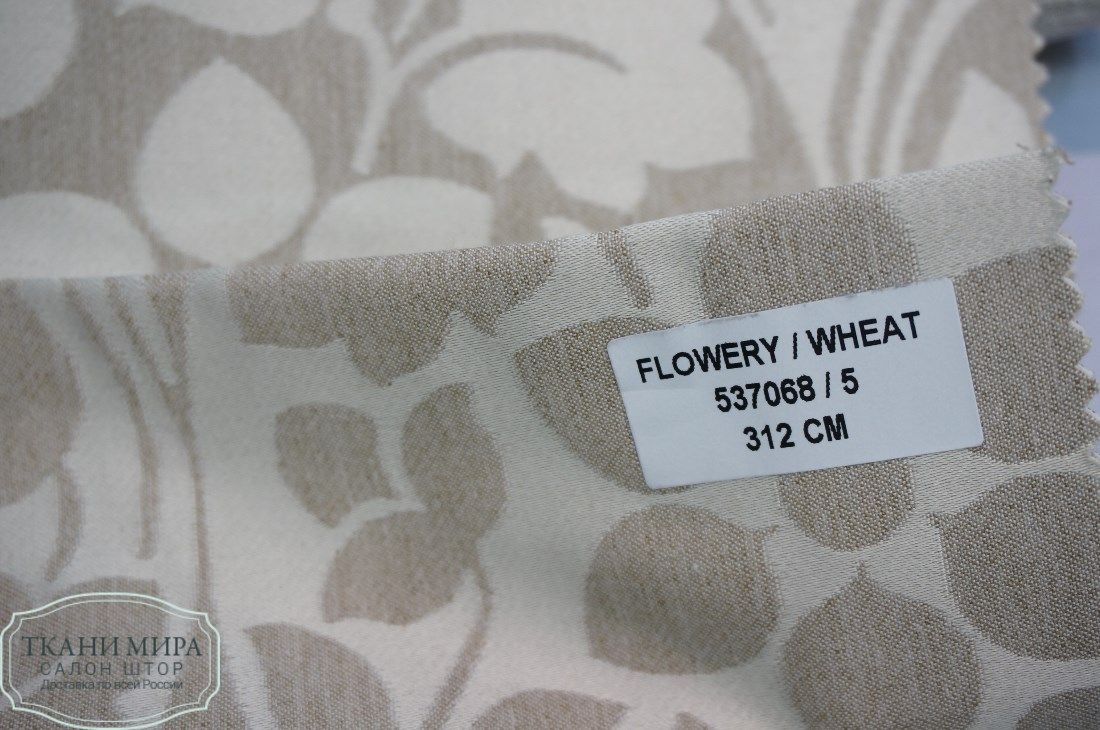 FLOWERY / WHEAT
537068 / 5
312 CM
ТКАНИ МИРА
САЛОН ШТОР
Доставка по всей России